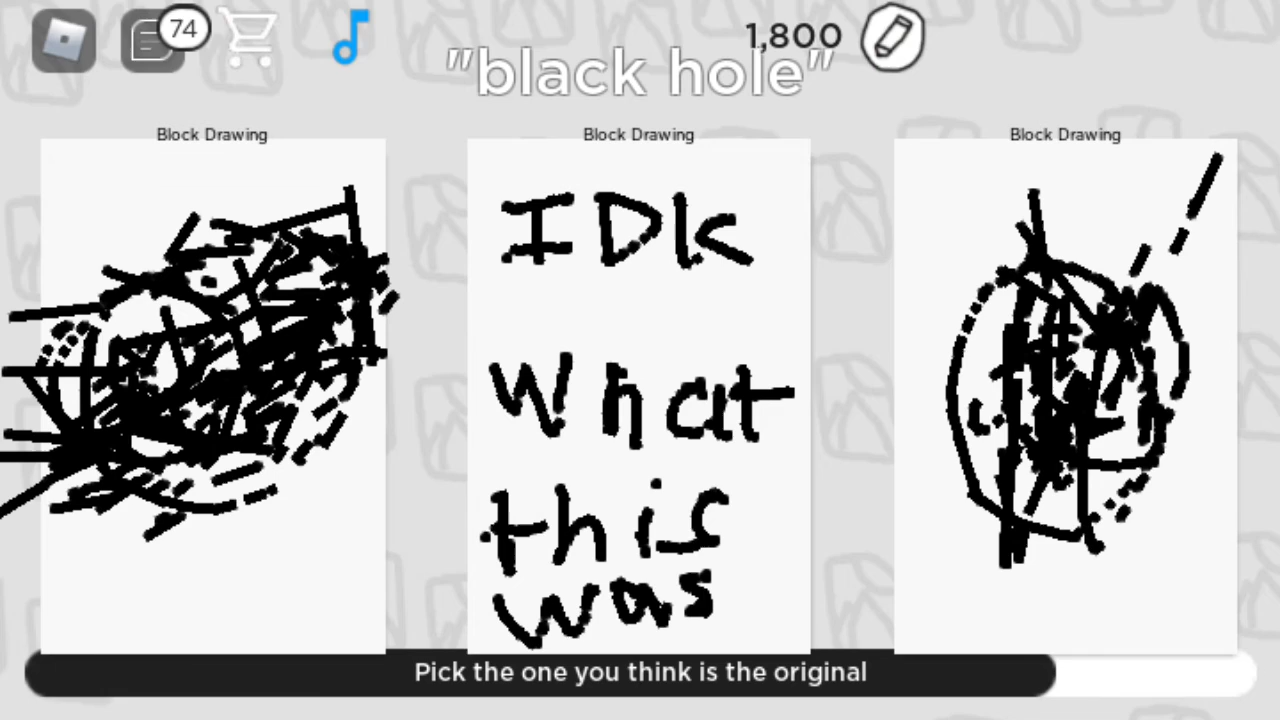 74
1,800
"black hole"
Block Drawing
Block Drawing
Block Drawing
IDK
What
this
was
Pick the one you think is the original